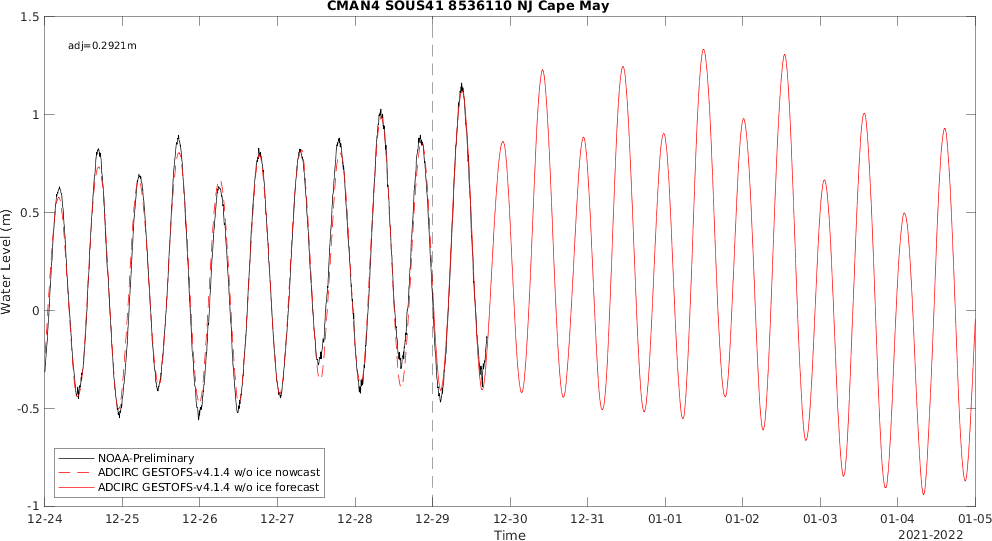 CMAN4 SOUS41 8536110 NJ Cape May
adj=0.2921m
1.5
1
0.5
0
-0.5
-1
Water Level (m)
NOAA-Preliminary
ADCIRC GESTOFS-v4.1.4 w/o ice nowcast
ADCIRC GESTOFS-v4.1.4 w/o ice forecast
12-24 12-25 12-26 12-27 12-28 12-29 12-30 12-31 01-01 01-02 01-03 01-04 01-05
Time
2021-2022